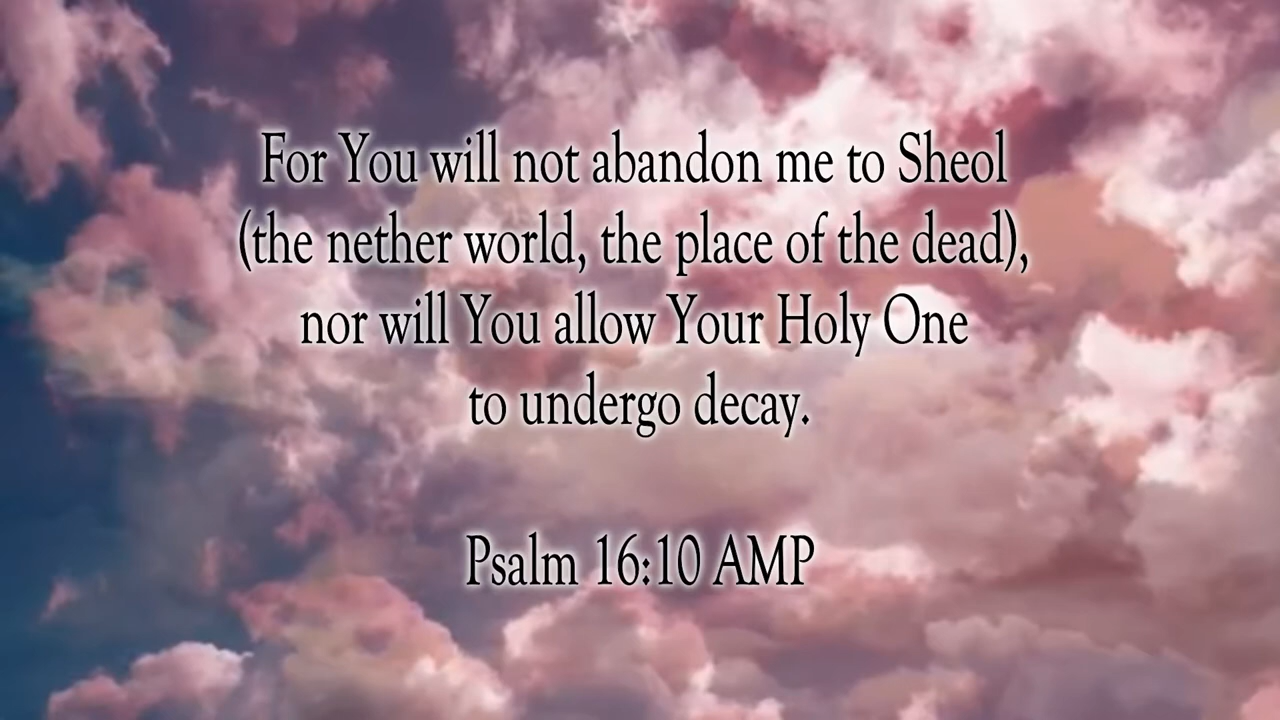 For You will not abandon me to Sheol
(the nether world, the place of the dead),
nor will You allow Your Holy One
to undergo decay.
Psalm 16:10 AMP